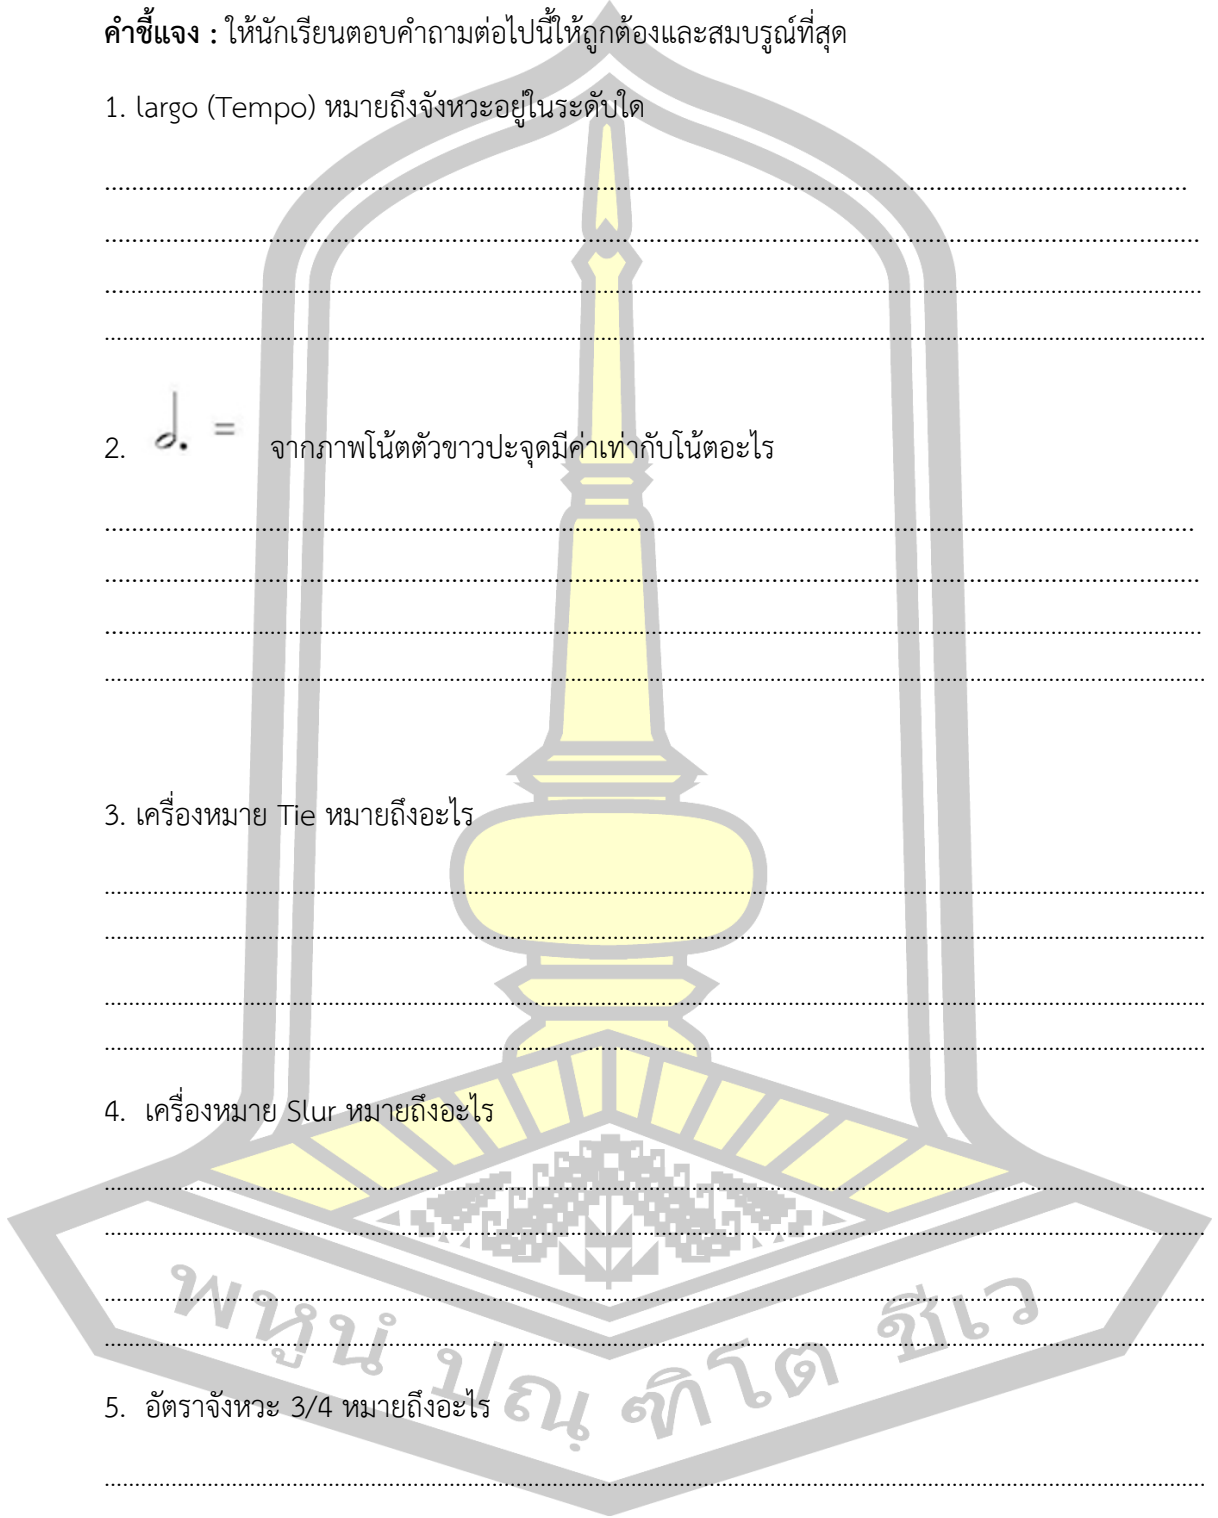 คำชี้แจง : ให้นักเรียนตอบคำถามต่อไปนี้ให้ถูกต้องและสมบรูณ์ที่สุด
1. largo (Tempo) หมายถึงจังหวะอยู่ในระดับใด
2. = จากภาพโน้ตตัวขาวปะจุดมีค่าเท่ากับโน้ตอะไร
3. เครื่องหมาย Tie หมายถึงอะไร
4. เครื่องหมาย Slur หมายถึงอะไร
พหูนํ ปณฺฑิโต ชีเว
5. อัตราจังหวะ 3/4 หมายถึงอะไร